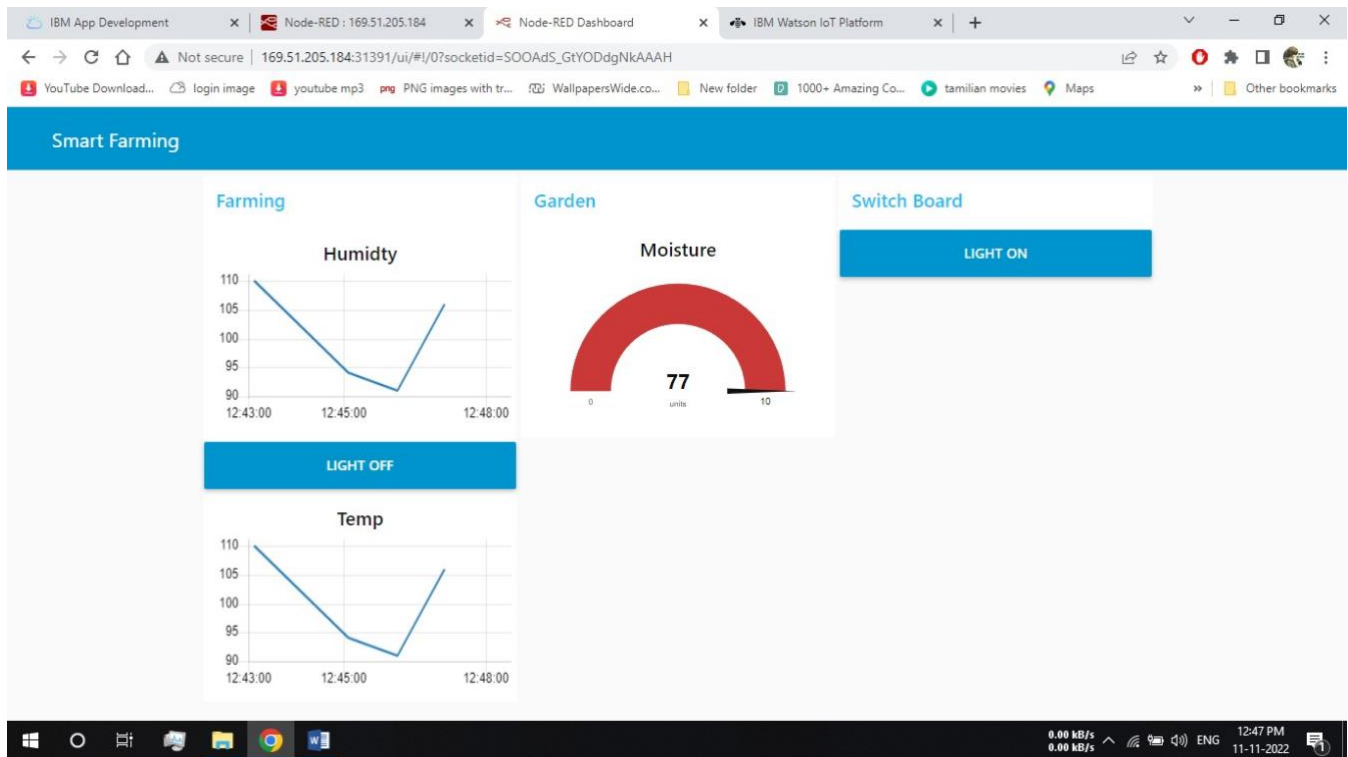 IBM App Development
Node-RED : 169.51.205.184
Node-RED Dashboard
IBM Watson IoT Platform
Not secure | 169.51.205.184:31391/ui/#!/0?socketid=SOOAdS_GtYODdgNkAAAH
YouTube Download...
login image
youtube mp3
png PNG images with tr...
WallpapersWide.co...
New folder
1000+ Amazing Co...
tamilian movies
Maps
»
Other bookmarks
Smart Farming
Farming
Humidty
110
105
100
95
90
12:43:00 12:45:00 12:48:00
LIGHT OFF
Temp
110
105
100
95
90
12:43:00 12:45:00 12:48:00
Garden
Moisture
77
0 units 10
Switch Board
LIGHT ON
0.00 kB/s
0.00 kB/s
ENG
12:47 PM
11-11-2022
1